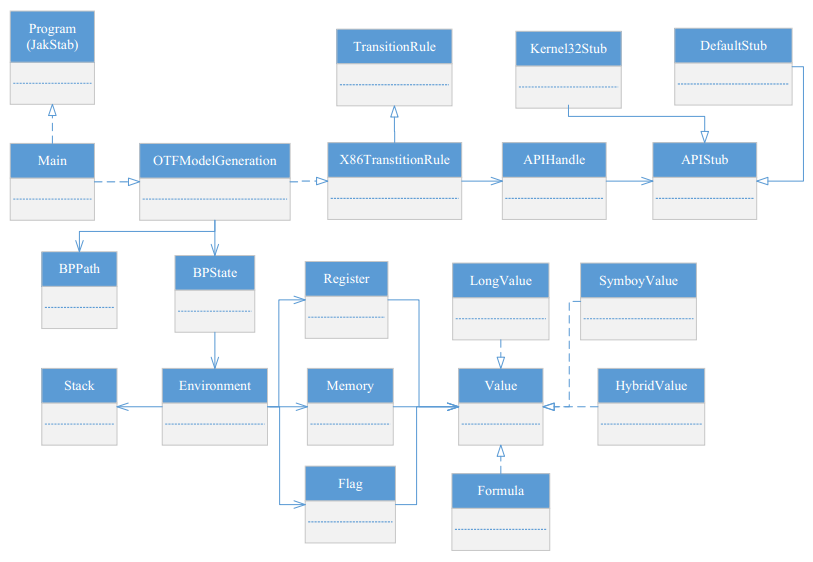 Program
(JakStab)
TransitionRule
Kernel32Stub
DefaultStub
Main
OTFModelGeneration
X86TranstitionRule
APIHandle
APIStub
BPPath
BPState
Register
LongValue
SymboyValue
Stack
Environment
Memory
Value
HybridValue
Flag
Formula